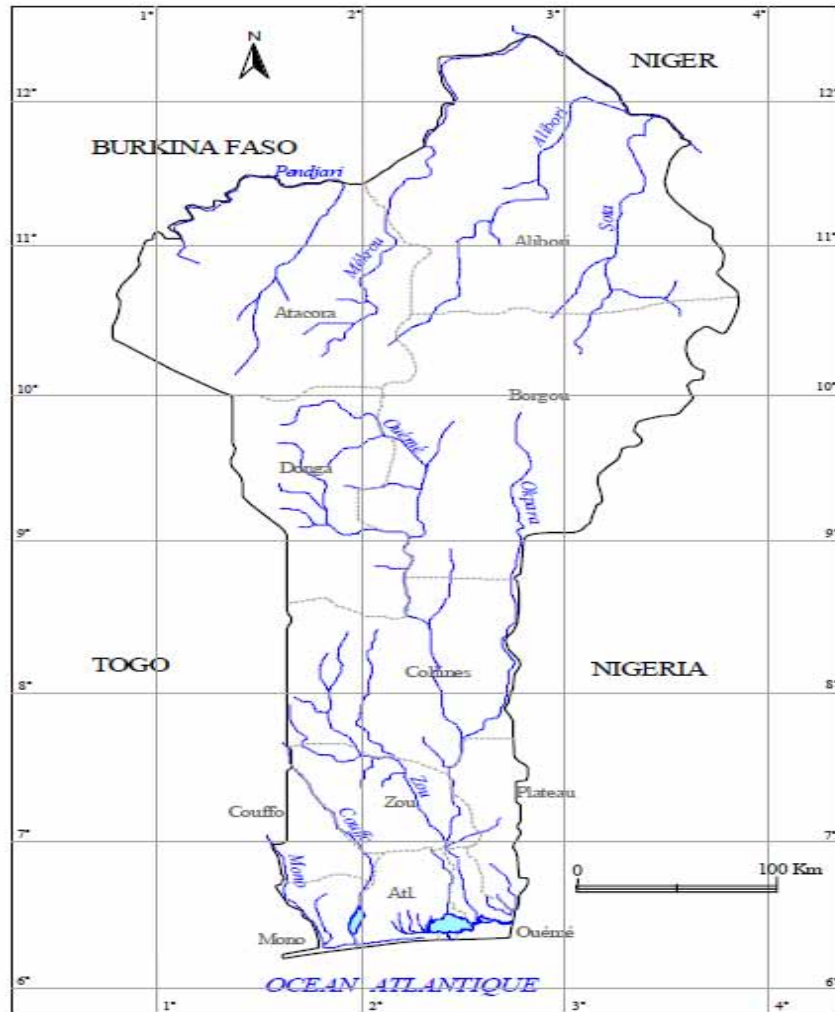 1°
2°
3°
4°
N
NIGER
12°
12°
Alibori
BURKINA FASO
Pendjari
Sota
11°
11°
Alibori
Mékrou
Atacora
10°
10°
Borgou
Ouémé
Donga
Okpara
9°
9°
TOGO
NIGERIA
Collines
8°
8°
Zou
Plateau
Zou
Couffo
Couffo
7°
7°
Mono
0
100 Km
Atl.
Mono
Ouémé
6°
OCEAN ATLANTIQUE
6°
1°
2°
3°
4°